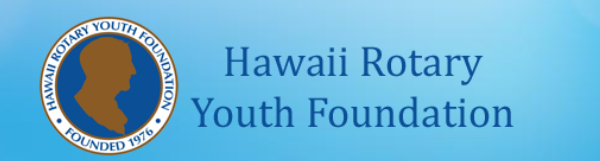 HAWAII ROTARY YOUTH FOUNDATION
• FOUNDED 1976 •
Hawaii Rotary
Youth Foundation